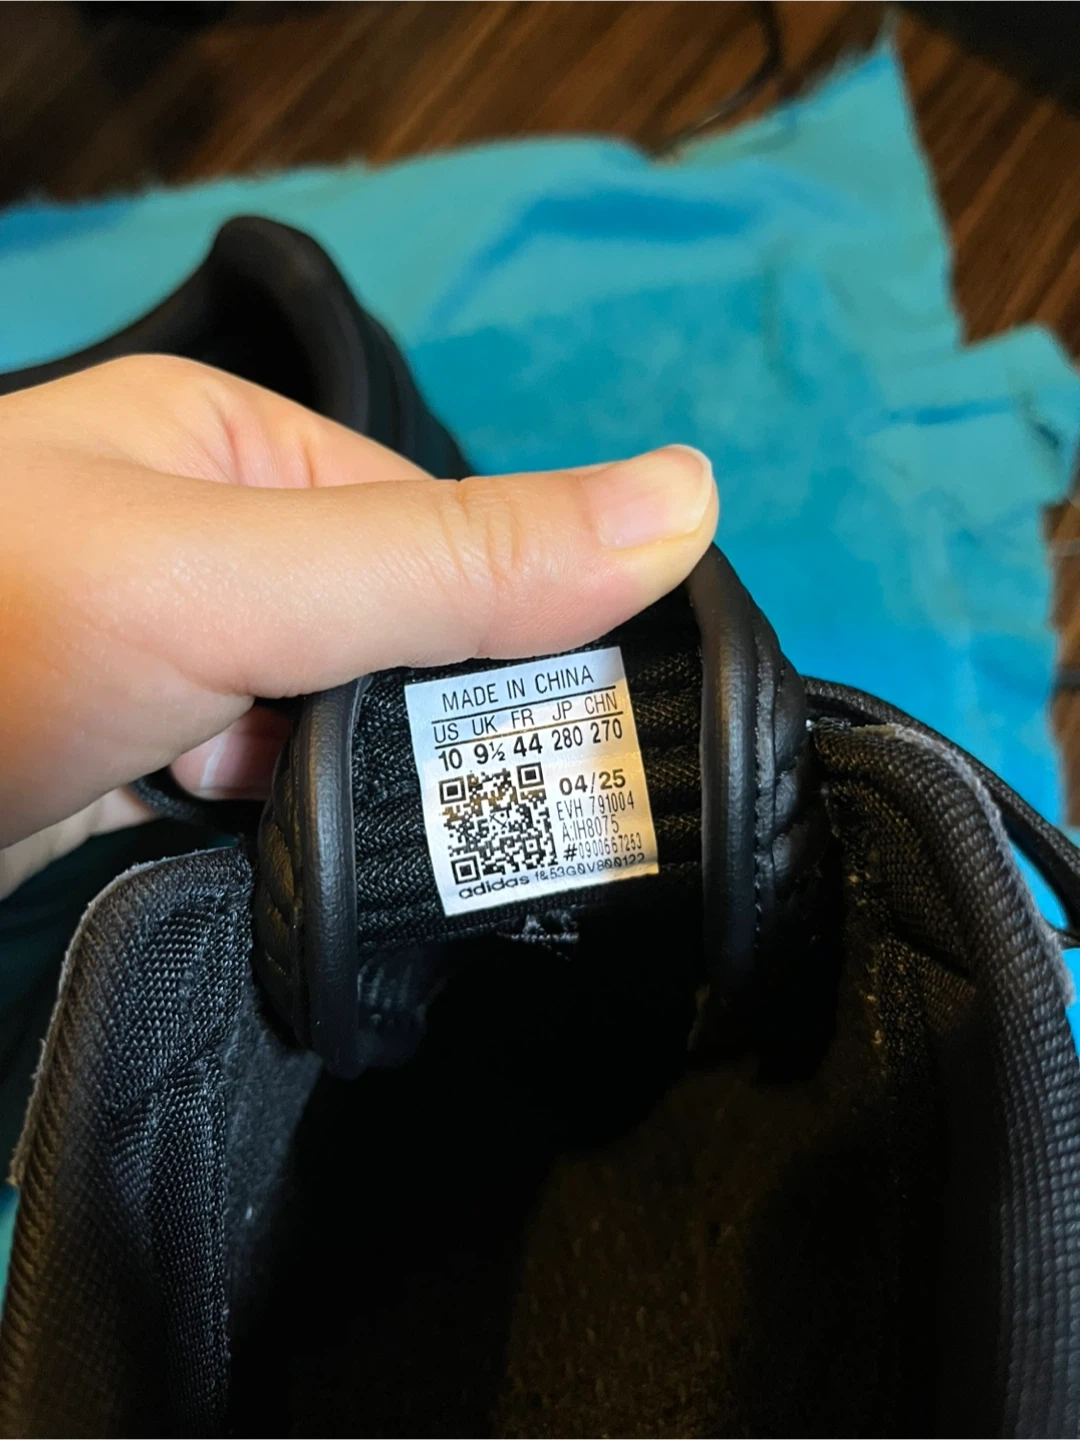 MADE IN CHINA
US UK FR JP CHN
10 9½ 44 280 270
04/25
EVH 791004
AJH8075
#0900667253
adidas